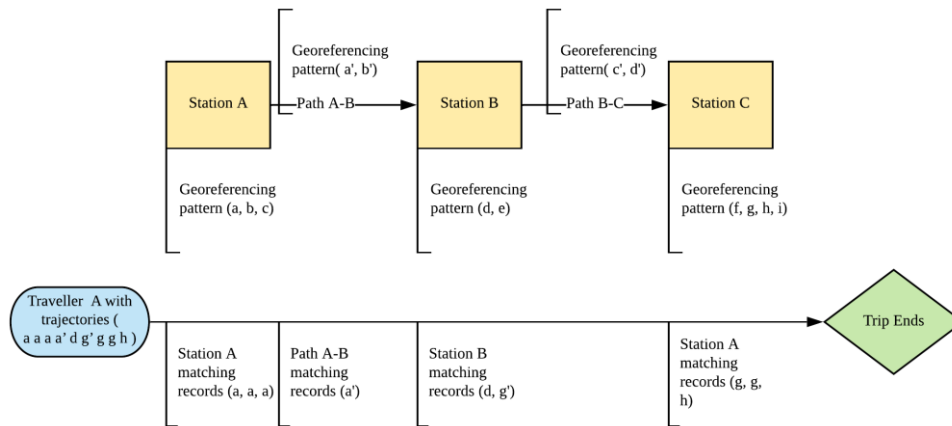 Georeferencing
pattern( a', b')
Georeferencing
pattern( c', d')
Station A
Path A-B
Station B
Path B-C
Station C
Georeferencing
pattern (a, b, c)
Georeferencing
pattern (d, e)
Georeferencing
pattern (f, g, h, i)
Traveller A with
trajectories (
a a a a’ d g’ g g h )
Trip Ends
Station A
matching
records (a, a, a)
Path A-B
matching
records (a')
Station B
matching
records (d, g')
Station A
matching
records (g, g,
h)